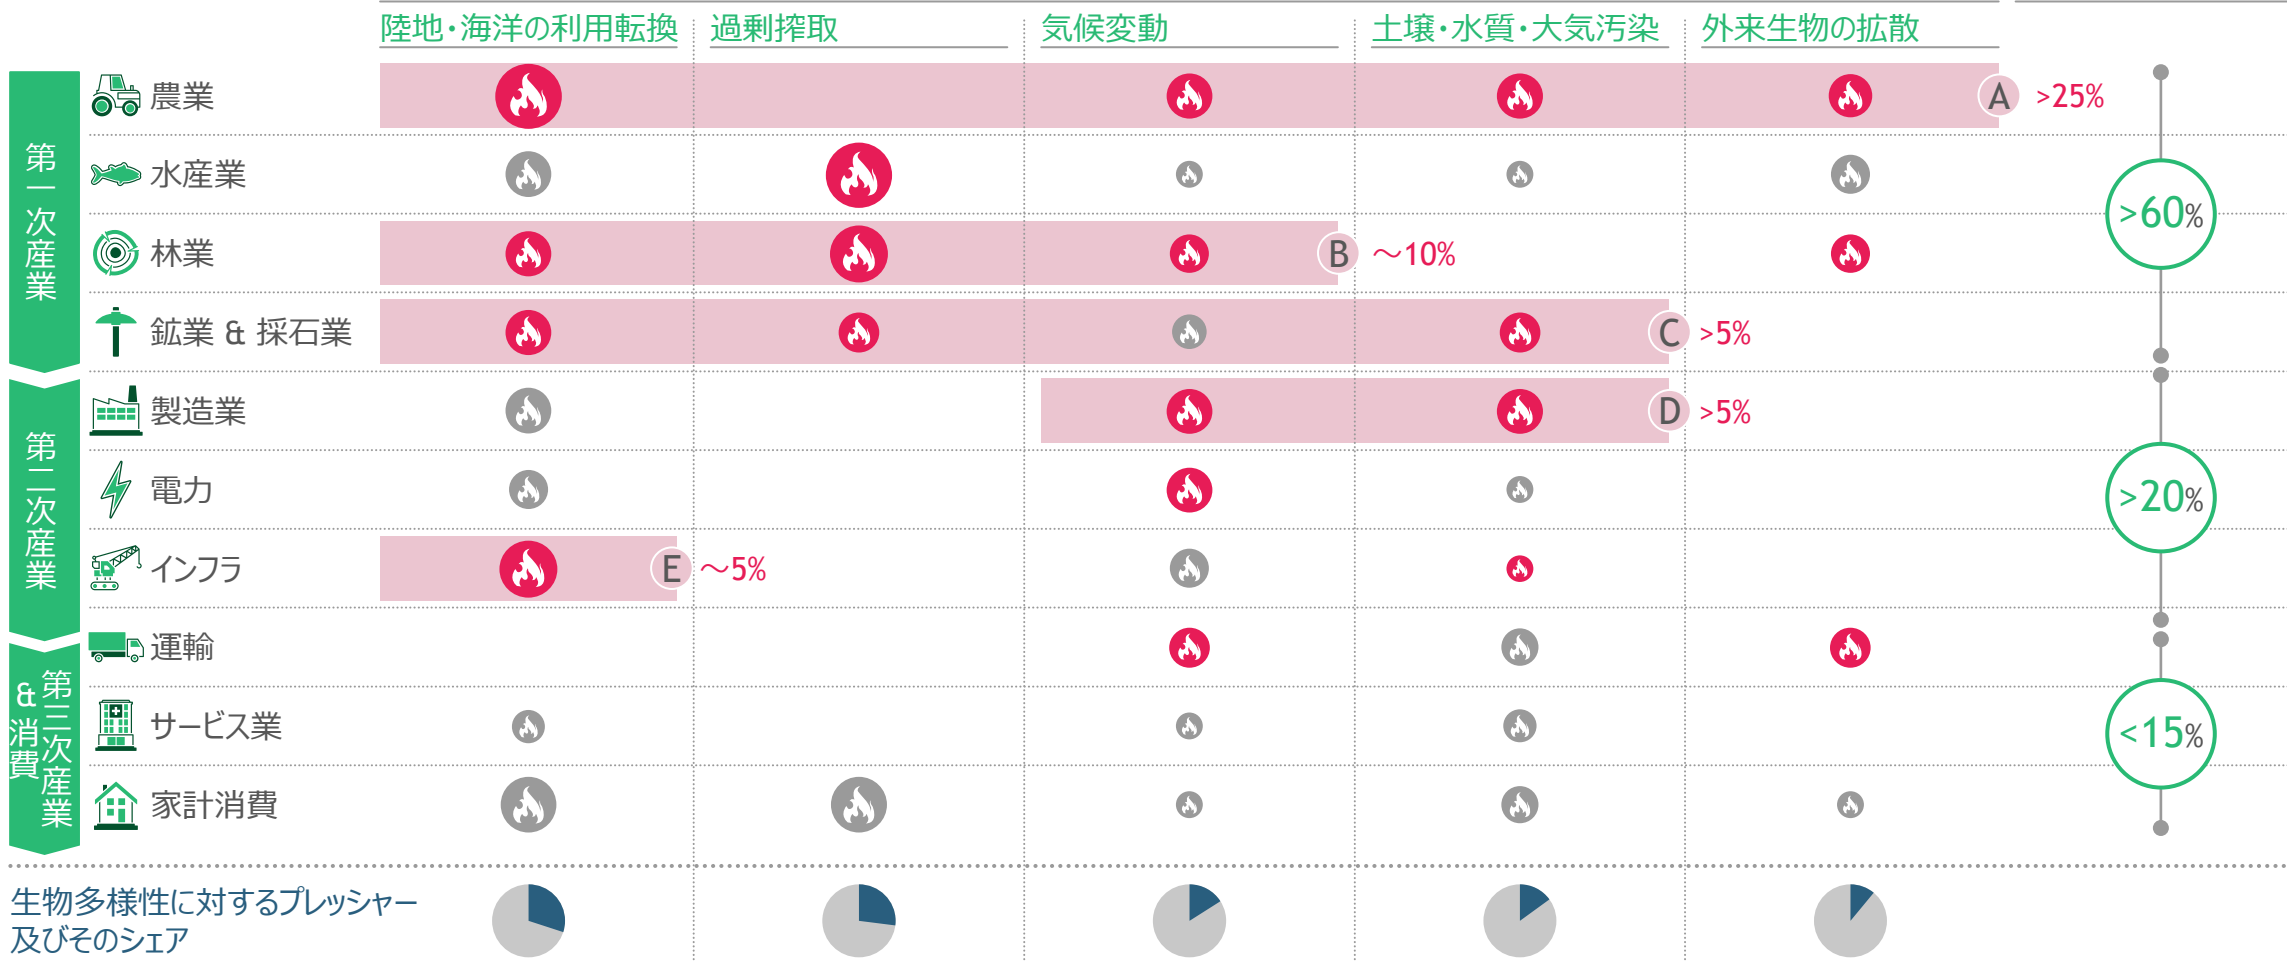 陸地・海洋の利用転換
過剰搾取
気候変動
土壌・水質・大気汚染
外来生物の拡散
第一次産業
農業
A
>25%
水産業
林業
B
～10%
>60%
鉱業 & 採石業
C
>5%
第二次産業
製造業
D
>5%
電力
>20%
インフラ
E
～5%
第三次産業
&消費
運輸
サービス業
<15%
家計消費
生物多様性に対するプレッシャー
及びそのシェア